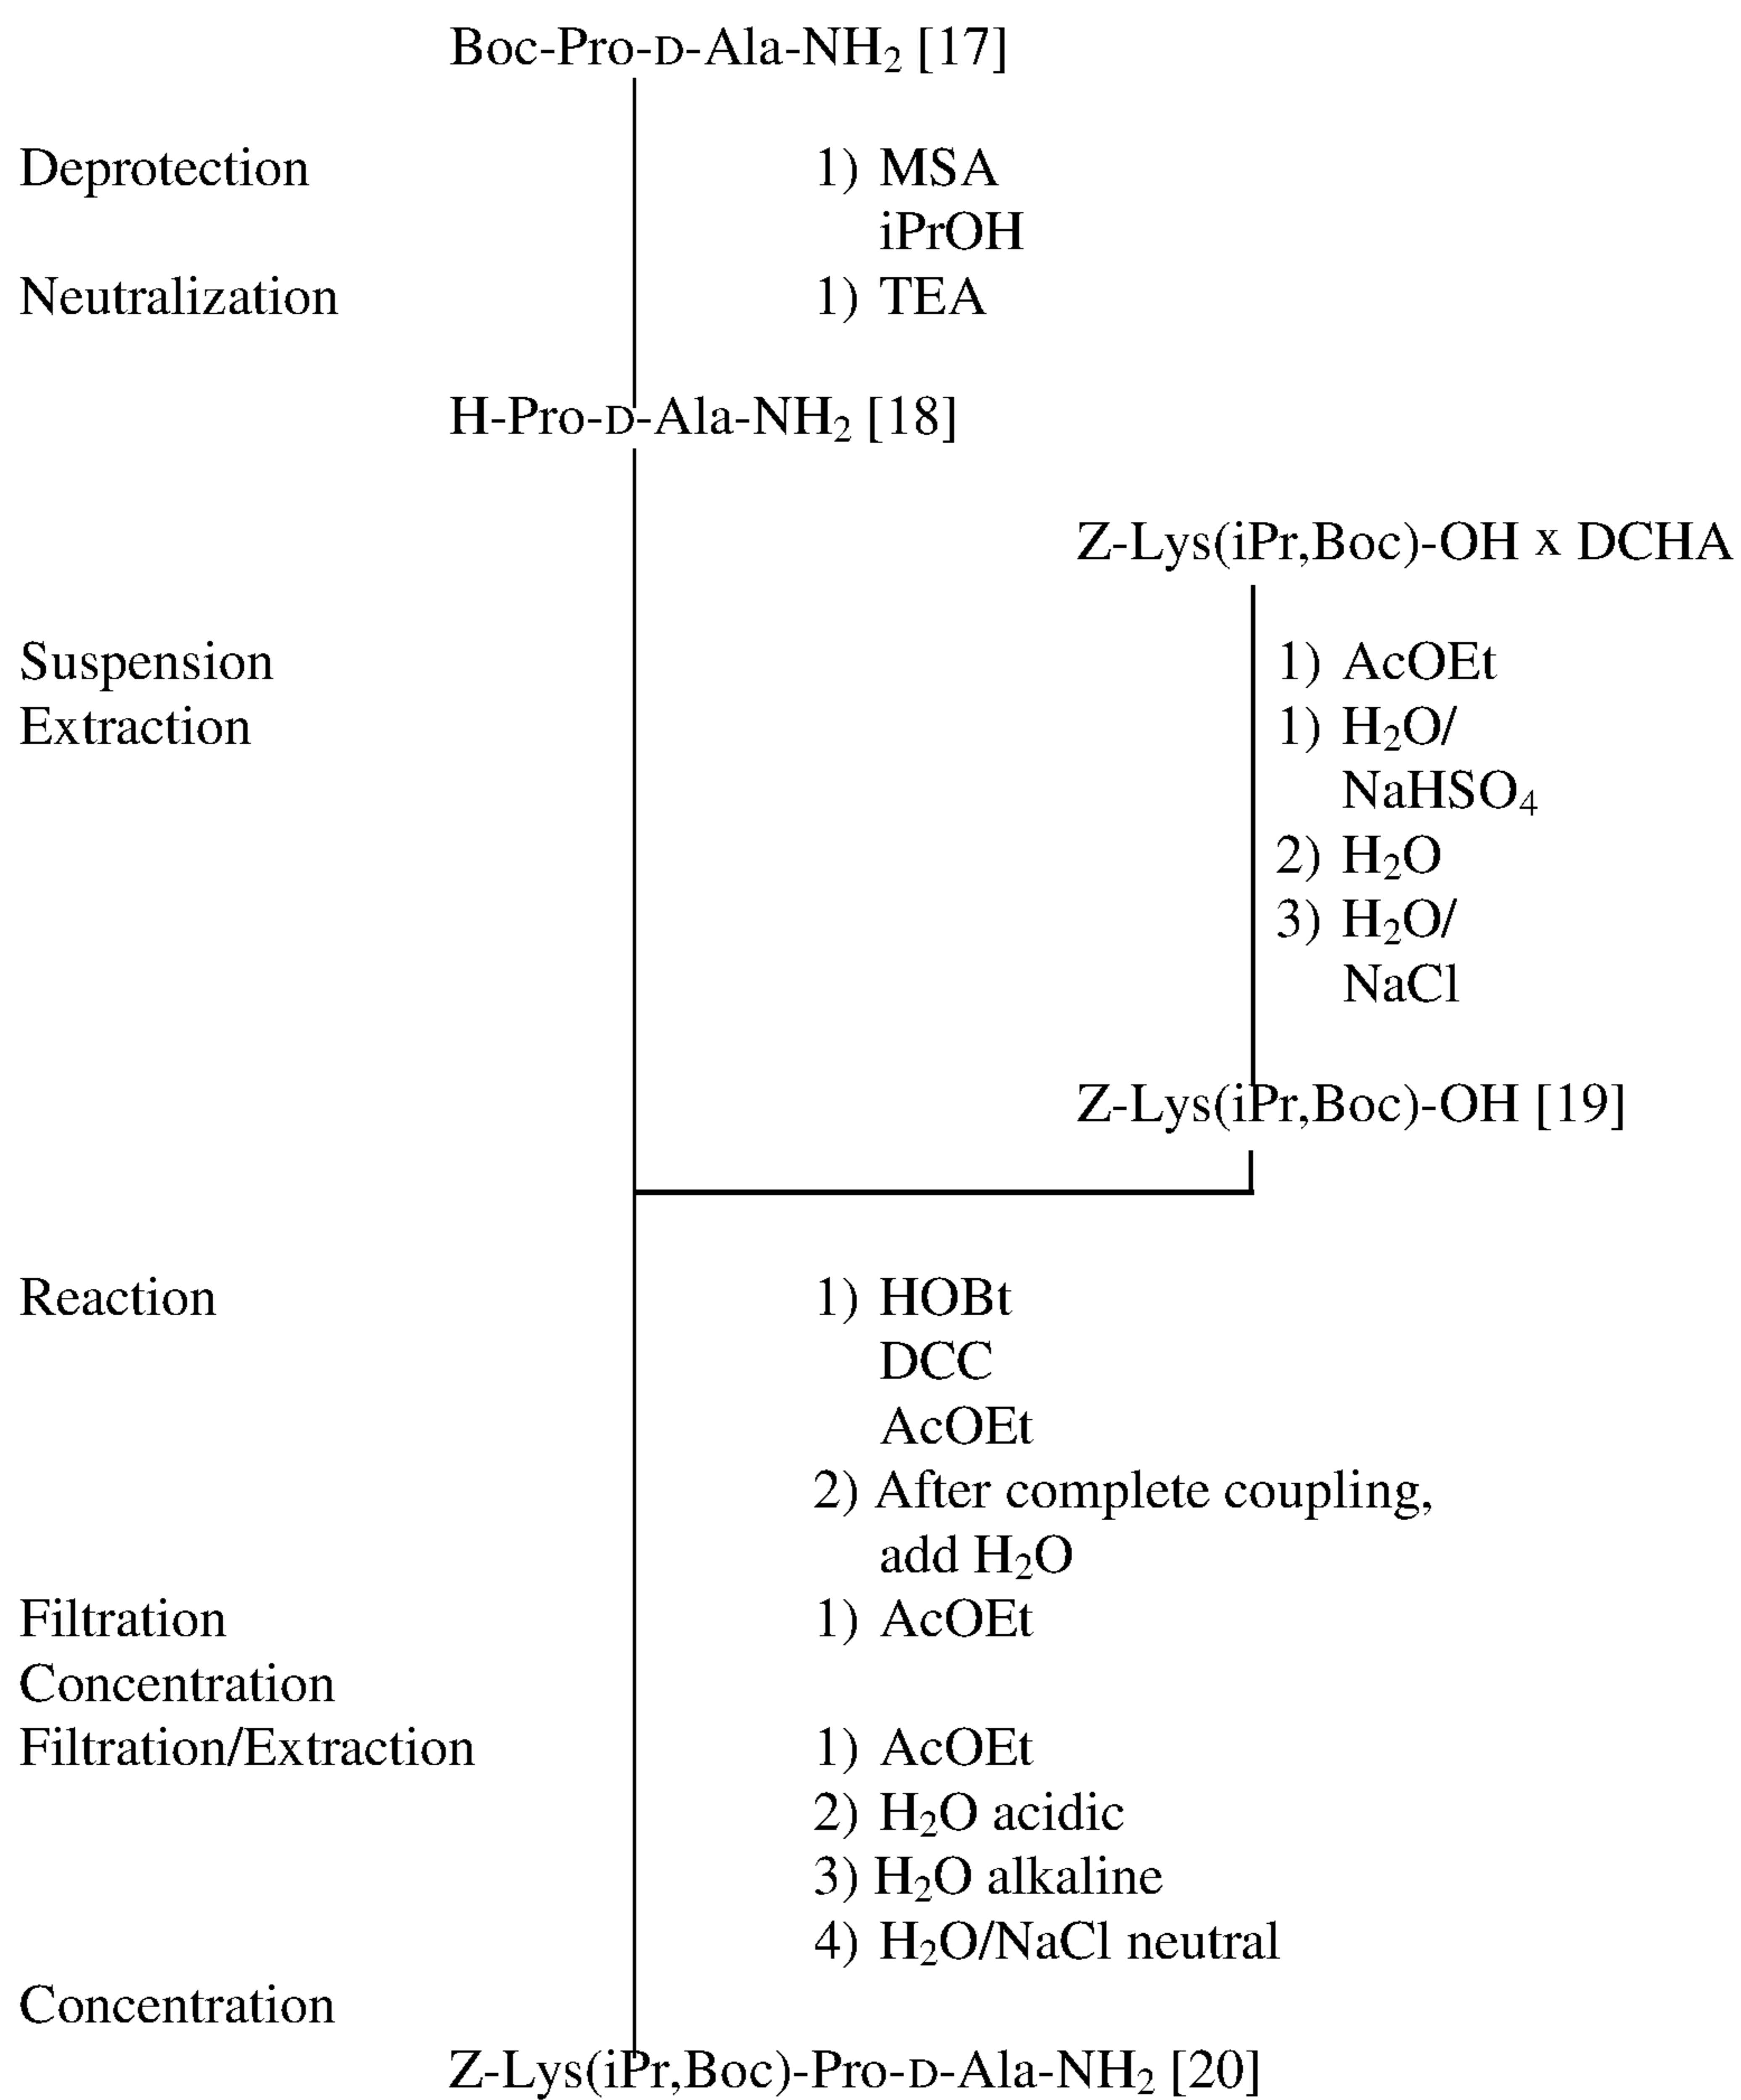 Boc-Pro-D-Ala-NH₂ [17]
Deprotection 1) MSA
iPrOH
Neutralization 1) TEA
H-Pro-D-Ala-NH₂ [18]
Z-Lys(iPr,Boc)-OH x DCHA
Suspension 1) AcOEt
Extraction 1) H₂O/
NaHSO₄
2) H₂O
3) H₂O/
NaCl
Z-Lys(iPr,Boc)-OH [19]
Reaction 1) HOBt
DCC
AcOEt
2) After complete coupling,
add H₂O
Filtration 1) AcOEt
Concentration
Filtration/Extraction 1) AcOEt
2) H₂O acidic
3) H₂O alkaline
4) H₂O/NaCl neutral
Concentration
Z-Lys(iPr,Boc)-Pro-D-Ala-NH₂ [20]